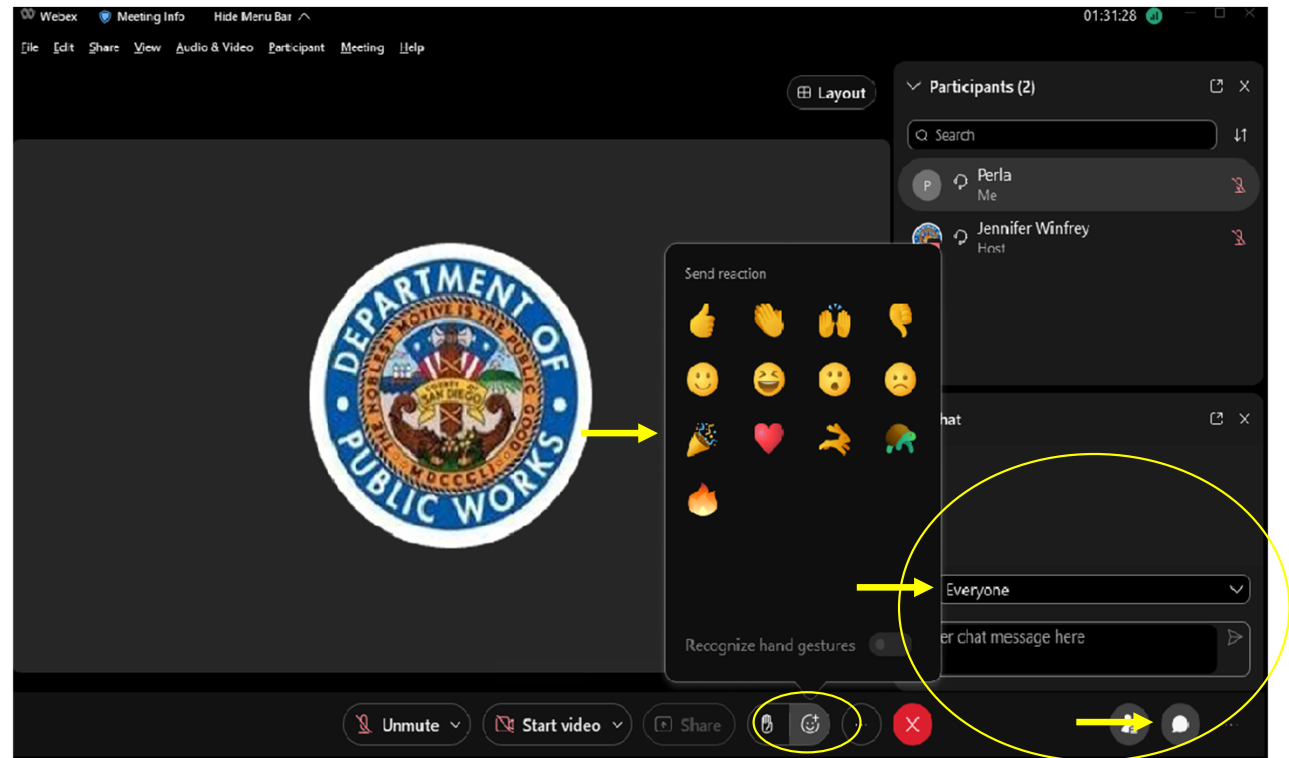 Webex Meeting Info Hide Menu Bar 01:31:28
File Edit Share View Audio & Video Participant Meeting Help
Layout
Participants (2)
Search
P
Perla
Me
Jennifer Winfrey
Host
DEPARTMENT OF
PUBLIC WORKS
THE NOBLEST MOTIVE IS THE PUBLIC GOOD
COUNTY OF
SAN DIEGO
MDCCCLII
Send reaction
hat
Everyone
er chat message here
Recognize hand gestures
Unmute Start video Share